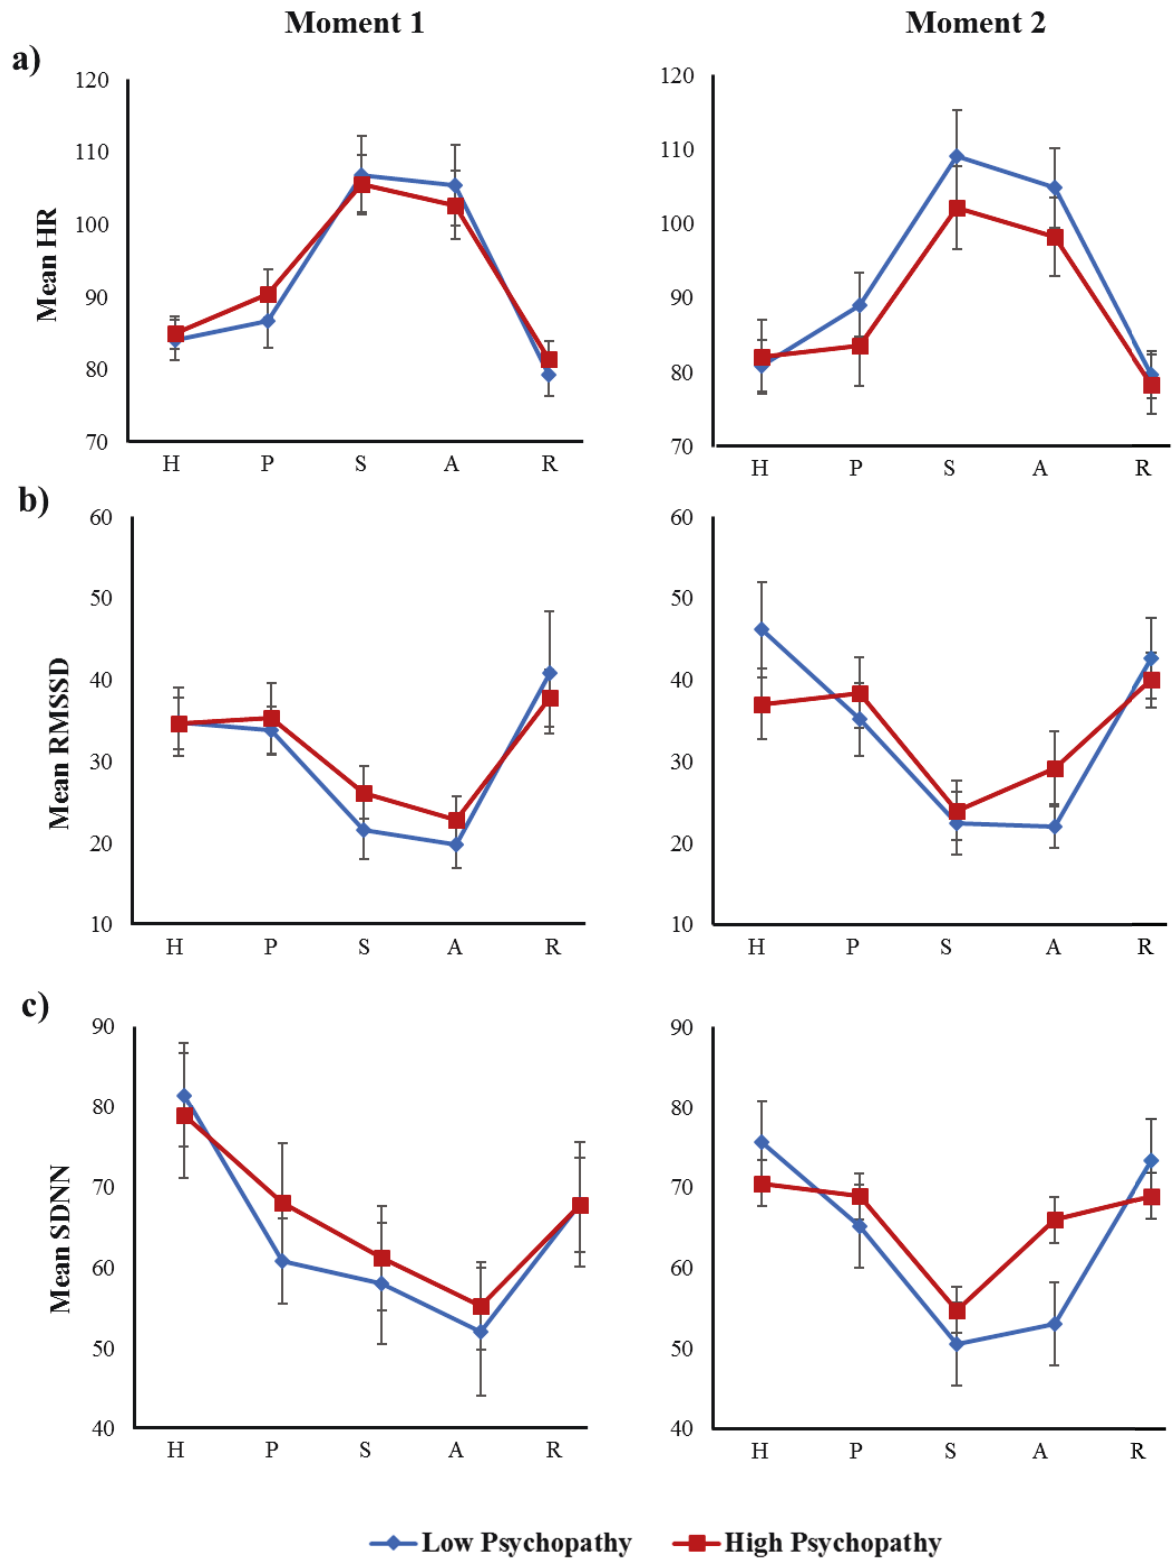 Moment 1
Moment 2
a)
Mean HR
120
110
100
90
80
70
H P S A R
120
110
100
90
80
70
H P S A R
b)
Mean RMSSD
60
50
40
30
20
10
H P S A R
60
50
40
30
20
10
H P S A R
c)
Mean SDNN
90
80
70
60
50
40
H P S A R
90
80
70
60
50
40
H P S A R
Low Psychopathy
High Psychopathy